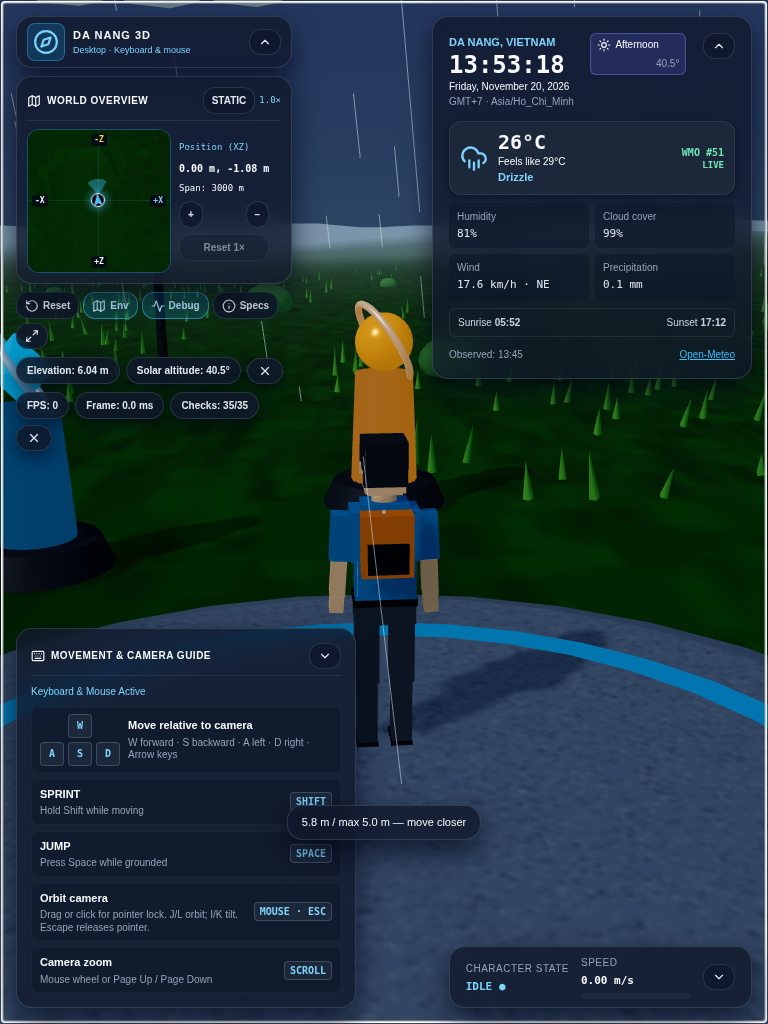 DA NANG 3D
Desktop · Keyboard & mouse
WORLD OVERVIEW
STATIC
1.0×
-Z
-X
+X
+Z
Position (XZ)
0.00 m, -1.08 m
Span: 3000 m
+
−
Reset 1×
Reset
Env
Debug
Specs
Elevation: 6.04 m
Solar altitude: 40.5°
FPS: 0
Frame: 0.0 ms
Checks: 35/35
DA NANG, VIETNAM
13:53:18
Friday, November 20, 2026
GMT+7 · Asia/Ho_Chi_Minh
Afternoon
40.5°
26°C
Feels like 29°C
Drizzle
WMO #51
LIVE
Humidity
81%
Cloud cover
99%
Wind
17.6 km/h · NE
Precipitation
0.1 mm
Sunrise 05:52
Sunset 17:12
Observed: 13:45
Open-Meteo
MOVEMENT & CAMERA GUIDE
Keyboard & Mouse Active
W
A S D
Move relative to camera
W forward · S backward · A left · D right ·
Arrow keys
SPRINT
Hold Shift while moving
SHIFT
5.8 m / max 5.0 m — move closer
JUMP
Press Space while grounded
SPACE
Orbit camera
Drag or click for pointer lock. J/L orbit; I/K tilt.
Escape releases pointer.
MOUSE · ESC
Camera zoom
Mouse wheel or Page Up / Page Down
SCROLL
CHARACTER STATE
IDLE
SPEED
0.00 m/s